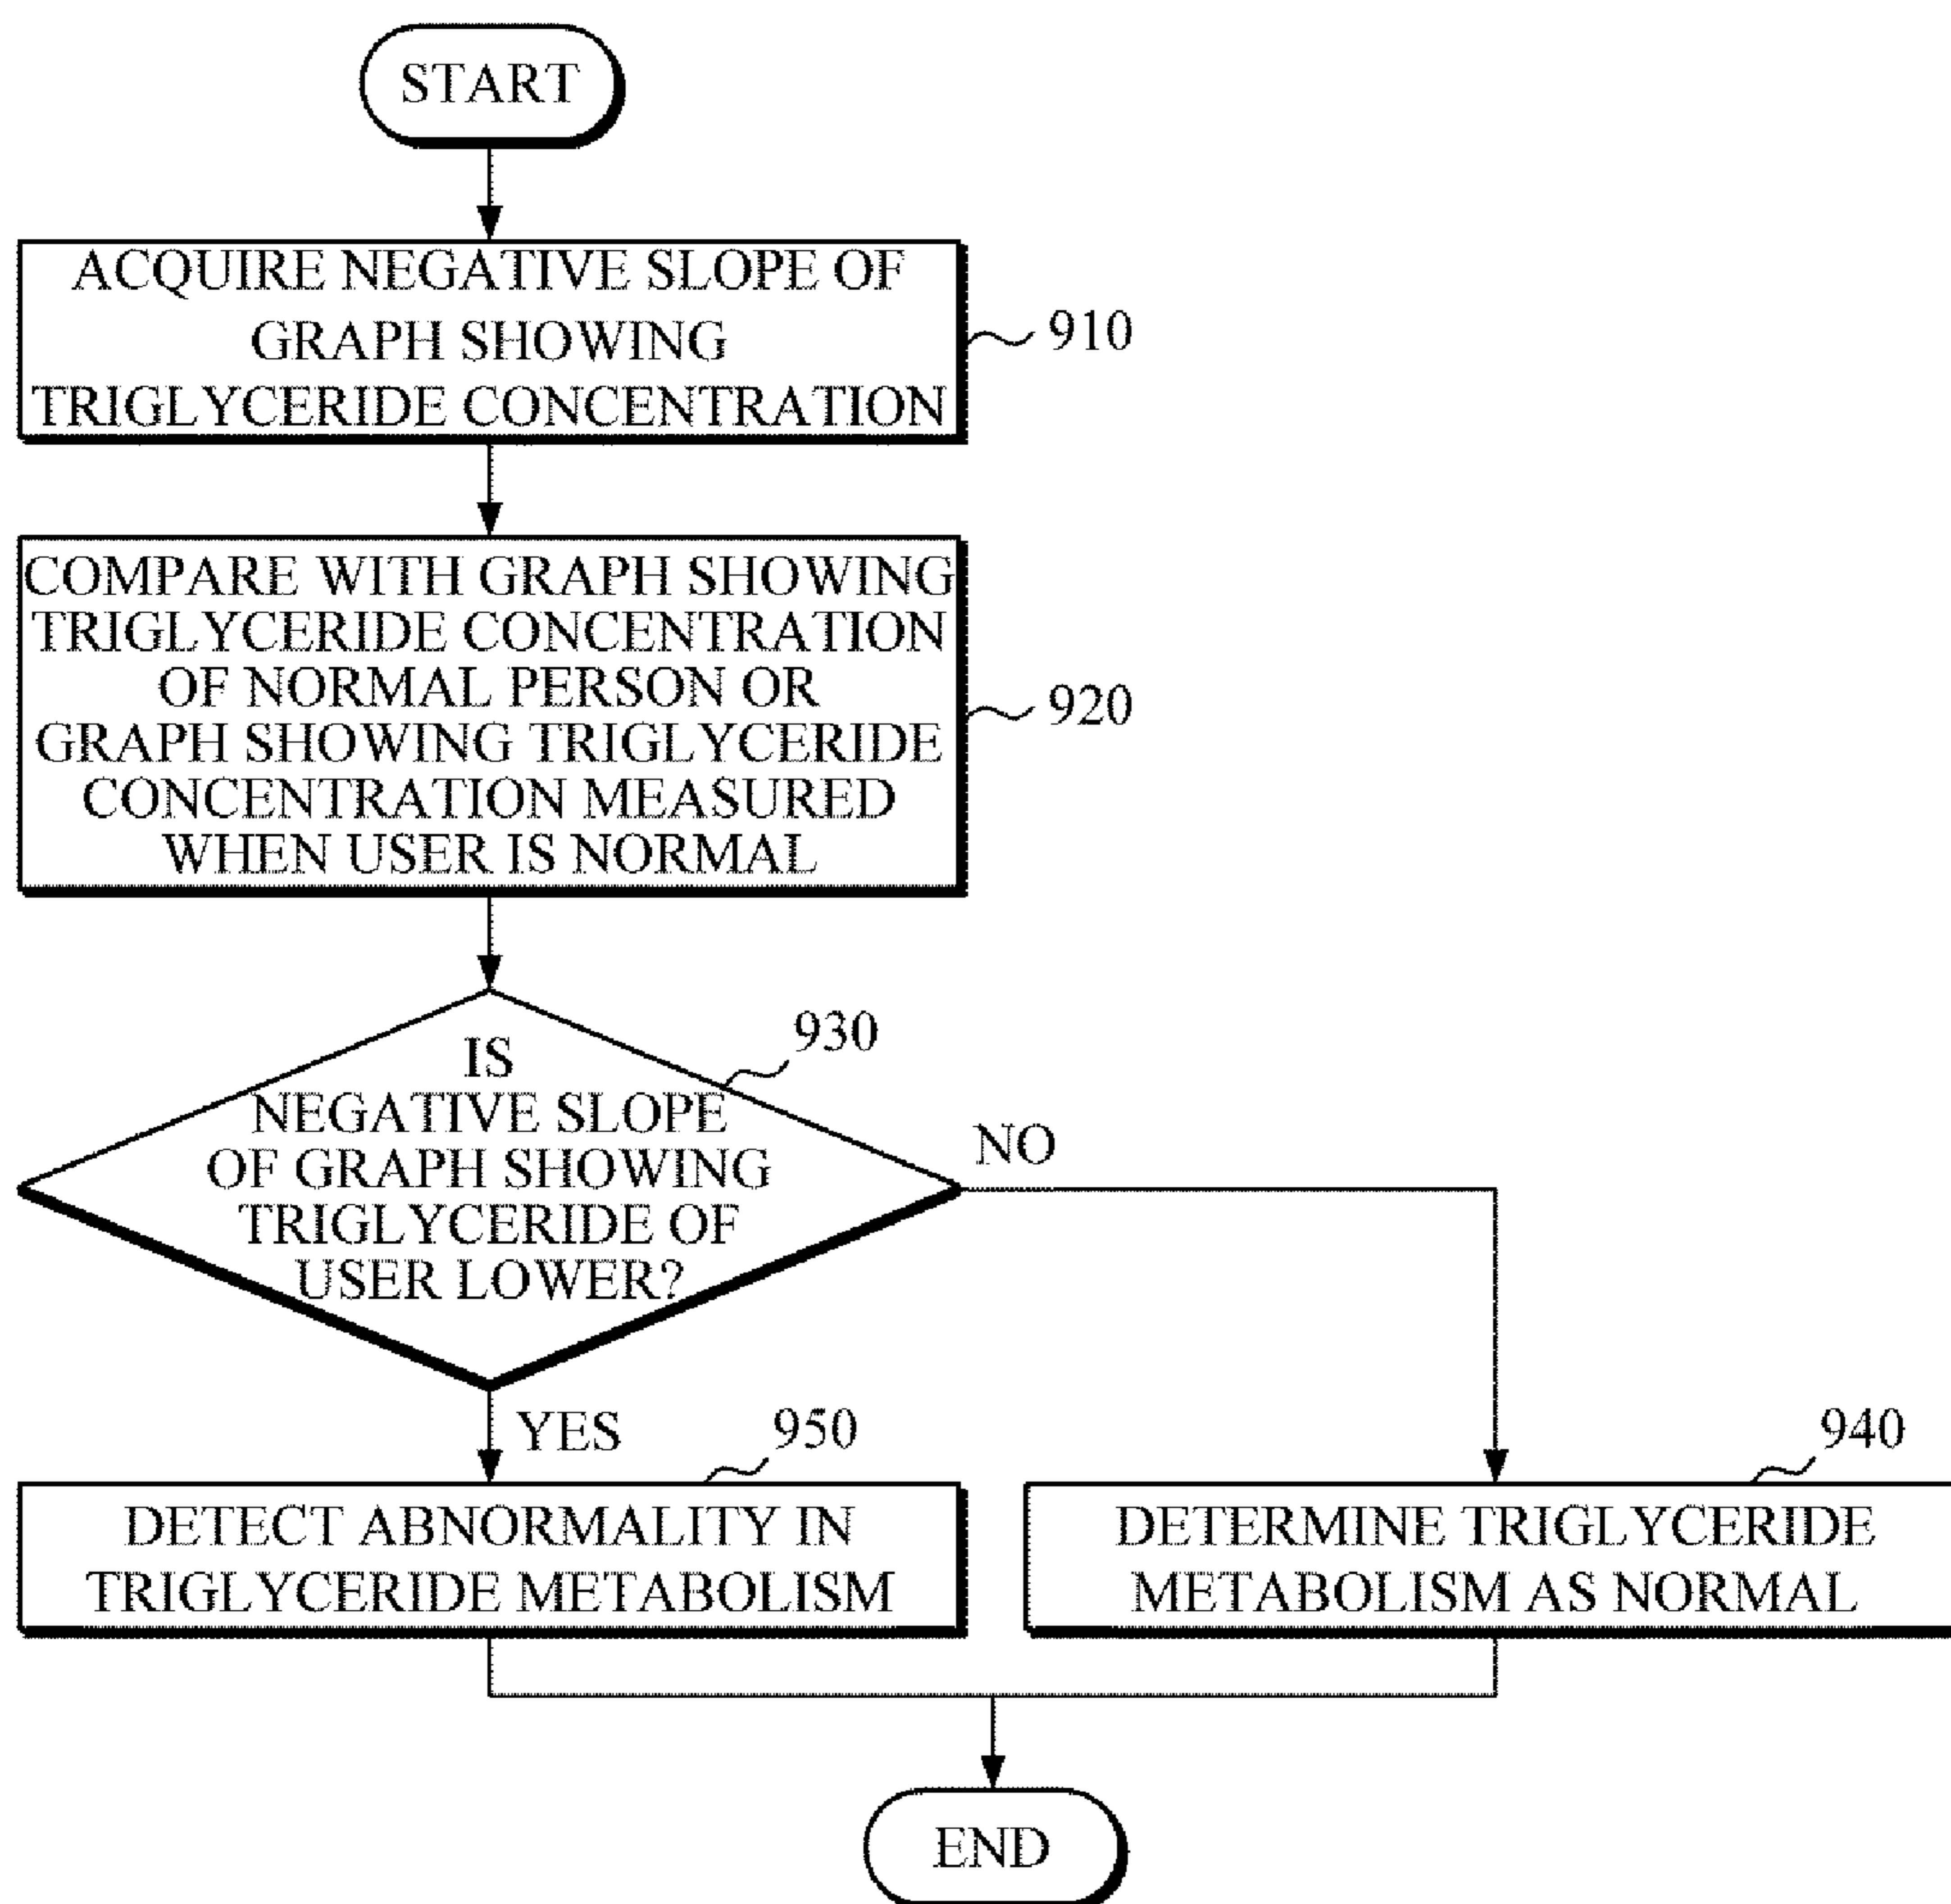 START
ACQUIRE NEGATIVE SLOPE OF
GRAPH SHOWING
TRIGLYCERIDE CONCENTRATION
910
COMPARE WITH GRAPH SHOWING
TRIGLYCERIDE CONCENTRATION
OF NORMAL PERSON OR
GRAPH SHOWING TRIGLYCERIDE
CONCENTRATION MEASURED
WHEN USER IS NORMAL
920
IS
NEGATIVE SLOPE
OF GRAPH SHOWING
TRIGLYCERIDE OF
USER LOWER?
930
NO
YES
950
DETECT ABNORMALITY IN
TRIGLYCERIDE METABOLISM
940
DETERMINE TRIGLYCERIDE
METABOLISM AS NORMAL
END